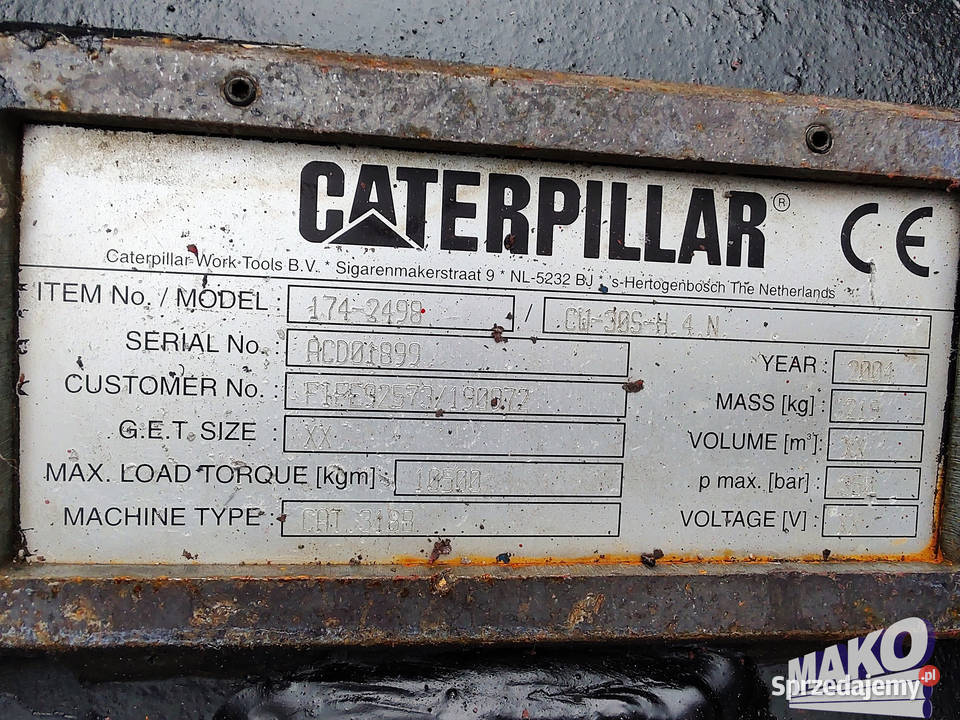 CATERPILLAR ® CE
Caterpillar Work Tools B.V. * Sigarenmakerstraat 9 * NL-5232 BJ 's-Hertogenbosch The Netherlands
ITEM No. / MODEL : 174-2498 / CW-30S-H.4.N
SERIAL No. : ACD01899
CUSTOMER No. :
G.E.T. SIZE : XX
MAX. LOAD TORQUE [kgm] : 10500
MACHINE TYPE : CAT 318B
YEAR : 2004
MASS [kg] :
VOLUME [m³]: XX
p max. [bar] :
VOLTAGE [V] :
MAKO
Sprzedajemy.pl